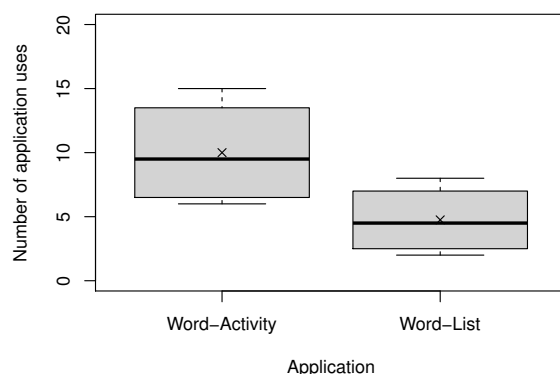 Number of application uses
20
15
10
5
0
Word−Activity
Word−List
Application